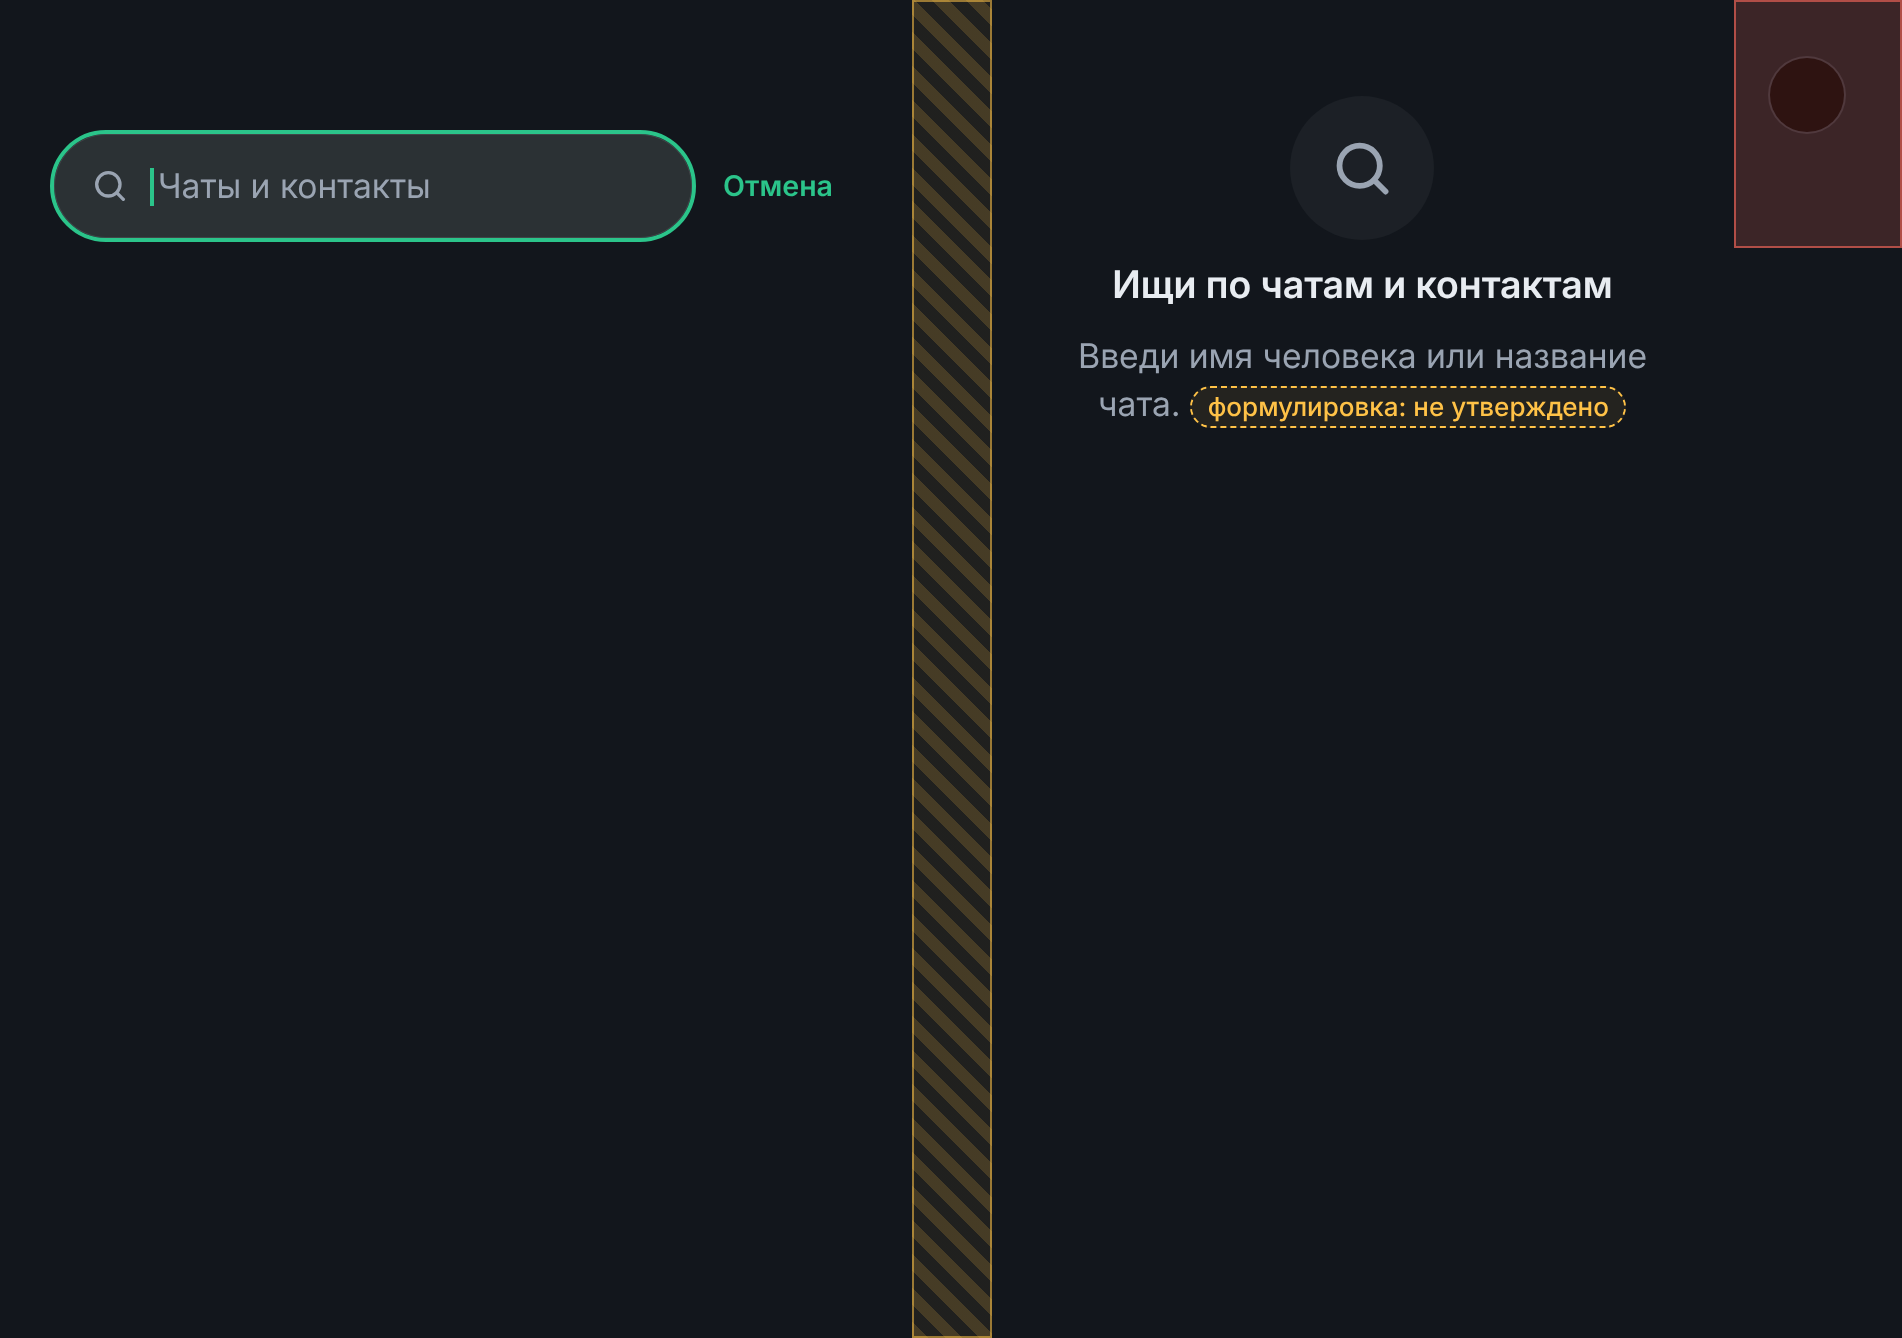 Чаты и контакты
Отмена
Ищи по чатам и контактам
Введи имя человека или название
чата. формулировка: не утверждено